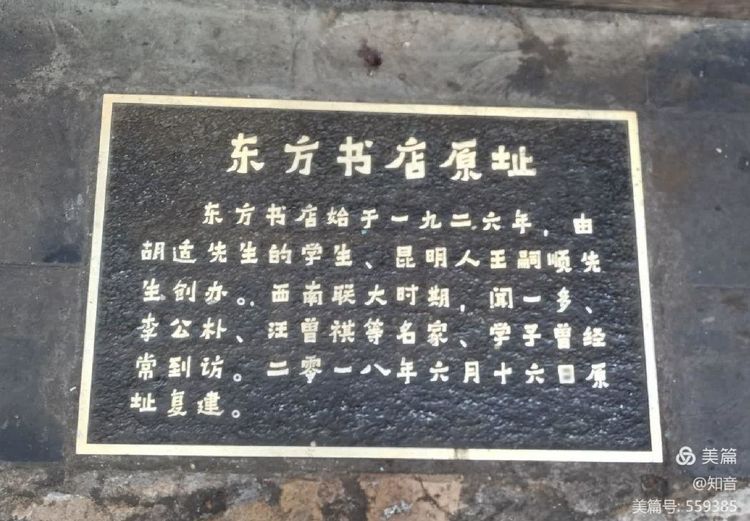 东方书店原址
东方书店始于一九二六年，由
胡适先生的学生、昆明人王嗣顺先
生创办。西南联大时期，闻一多、
李公朴、汪曾祺等名家、学子曾经
常到访。二零一八年六月十六日原
址复建。
美篇
@知音
美篇号: 559385